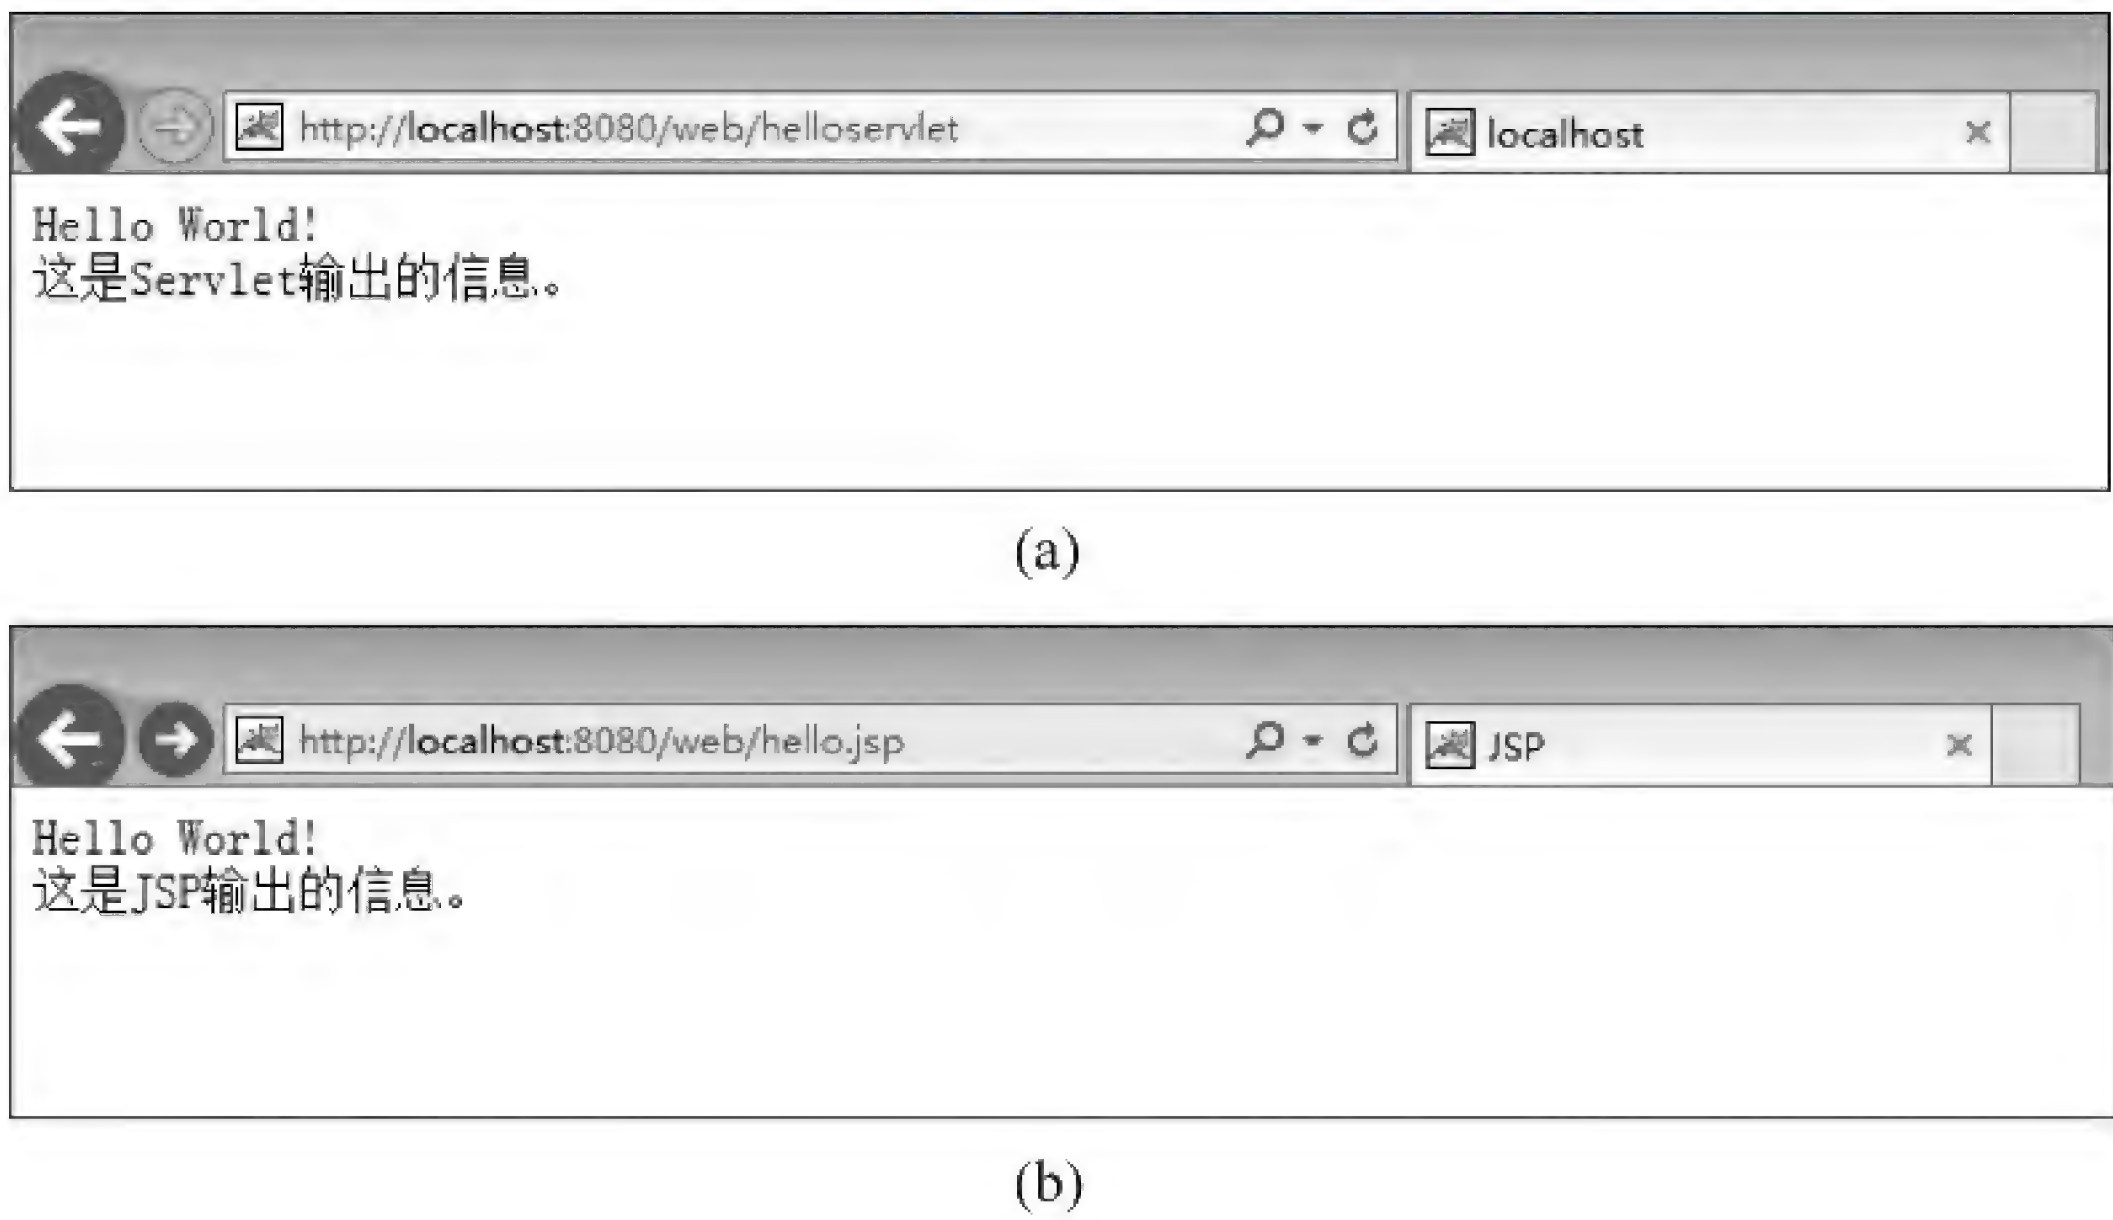 http://localhost:8080/web/helloservlet
localhost
Hello World!
这是Servlet输出的信息。
(a)
http://localhost:8080/web/hello.jsp
JSP
Hello World!
这是JSP输出的信息。
(b)